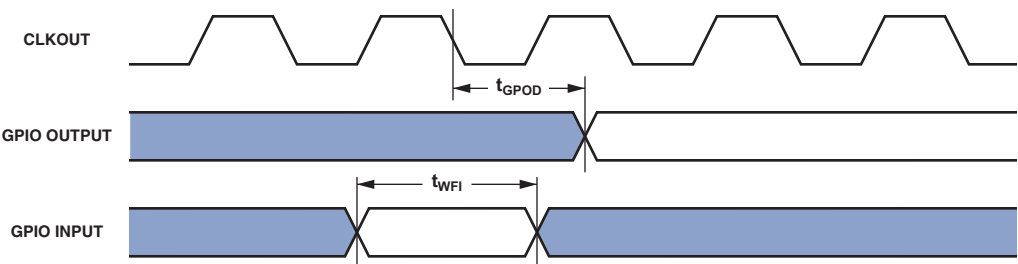 CLKOUT
tGPOD
GPIO OUTPUT
tWFI
GPIO INPUT